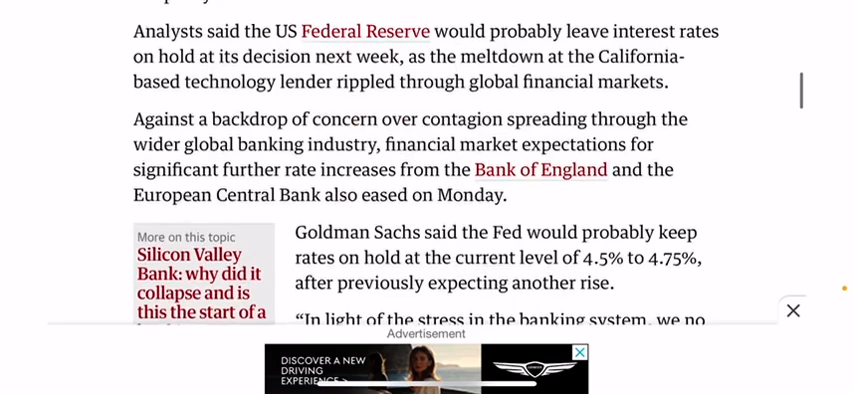 Analysts said the US Federal Reserve would probably leave interest rates
on hold at its decision next week, as the meltdown at the California-
based technology lender rippled through global financial markets.
Against a backdrop of concern over contagion spreading through the
wider global banking industry, financial market expectations for
significant further rate increases from the Bank of England and the
European Central Bank also eased on Monday.
More on this topic
Silicon Valley
Bank: why did it
collapse and is
this the start of a
Goldman Sachs said the Fed would probably keep
rates on hold at the current level of 4.5% to 4.75%,
after previously expecting another rise.
“In light of the stress in the banking system, we no
Advertisement
DISCOVER A NEW
DRIVING
EXPERIENCE >